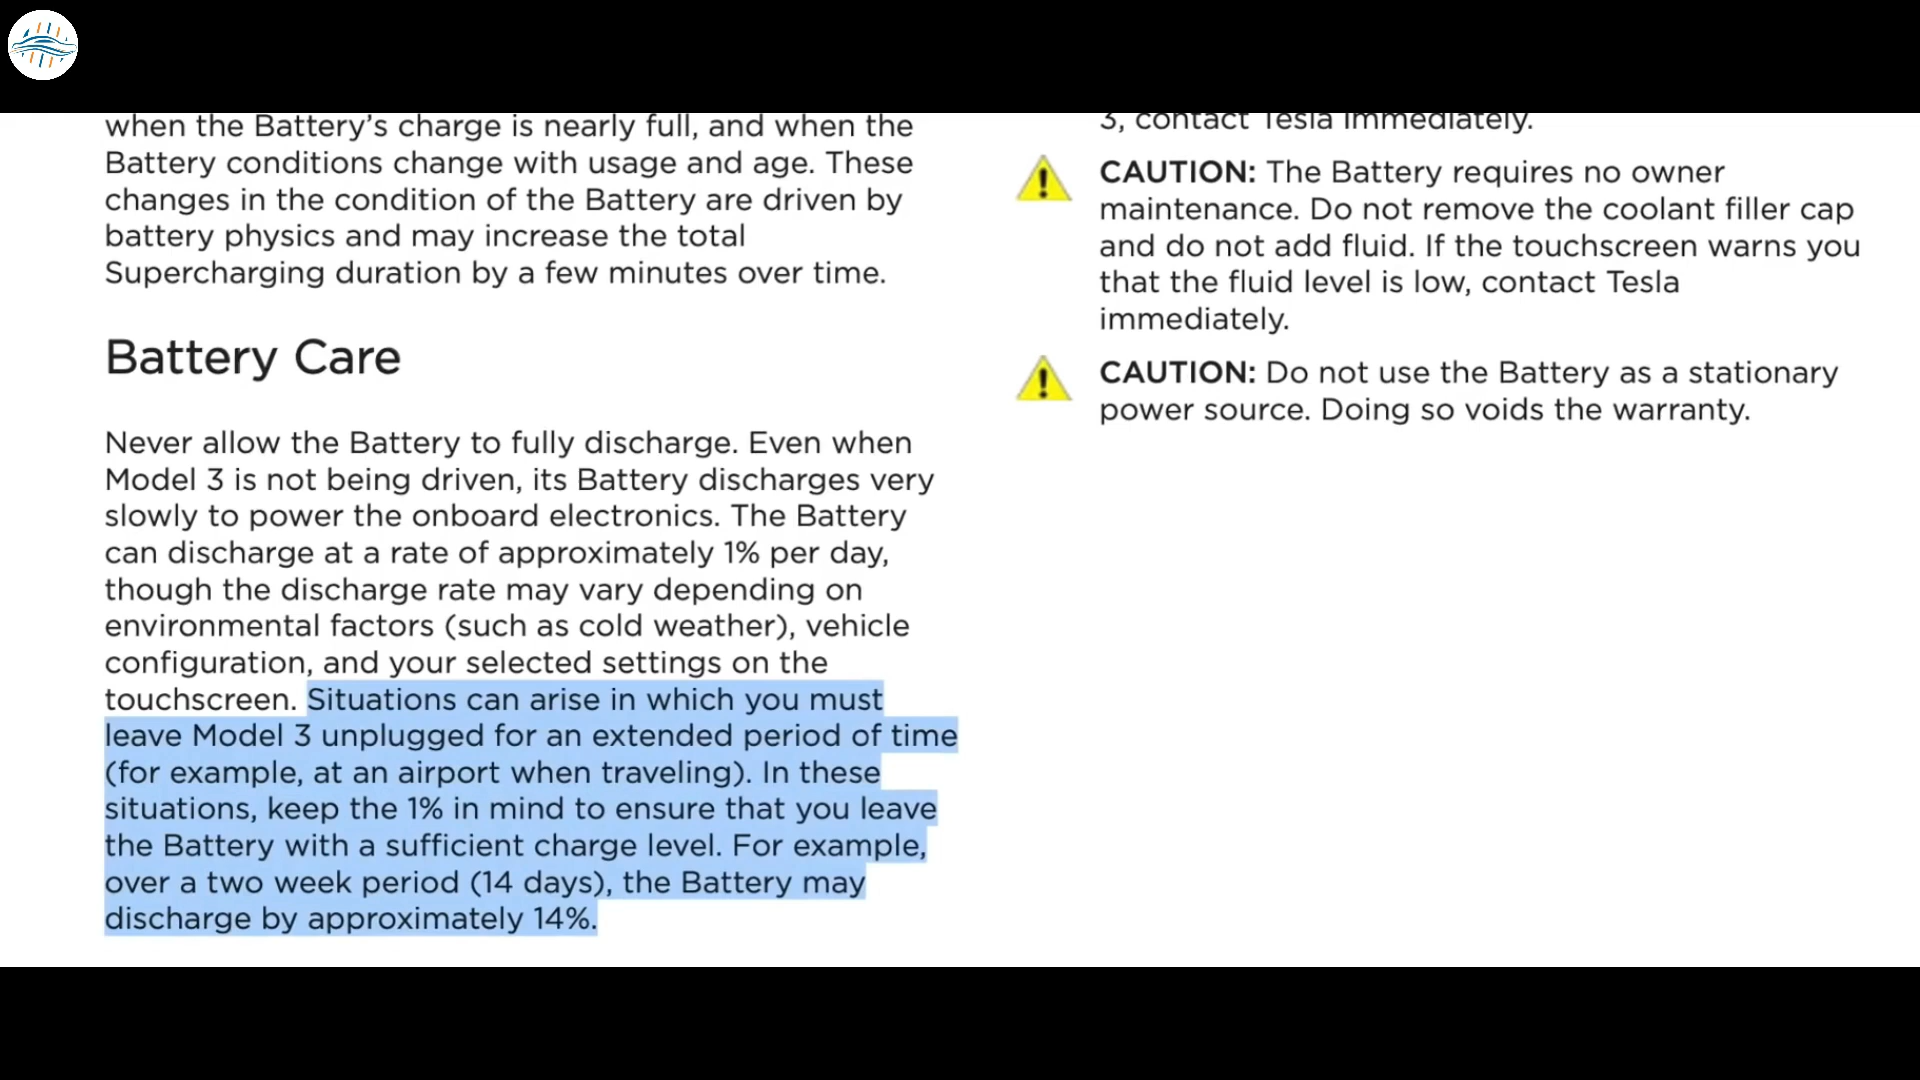 when the Battery’s charge is nearly full, and when the
Battery conditions change with usage and age. These
changes in the condition of the Battery are driven by
battery physics and may increase the total
Supercharging duration by a few minutes over time.
Battery Care
Never allow the Battery to fully discharge. Even when
Model 3 is not being driven, its Battery discharges very
slowly to power the onboard electronics. The Battery
can discharge at a rate of approximately 1% per day,
though the discharge rate may vary depending on
environmental factors (such as cold weather), vehicle
configuration, and your selected settings on the
touchscreen. Situations can arise in which you must
leave Model 3 unplugged for an extended period of time
(for example, at an airport when traveling). In these
situations, keep the 1% in mind to ensure that you leave
the Battery with a sufficient charge level. For example,
over a two week period (14 days), the Battery may
discharge by approximately 14%.
3, contact Tesla immediately.
CAUTION: The Battery requires no owner
maintenance. Do not remove the coolant filler cap
and do not add fluid. If the touchscreen warns you
that the fluid level is low, contact Tesla
immediately.
CAUTION: Do not use the Battery as a stationary
power source. Doing so voids the warranty.